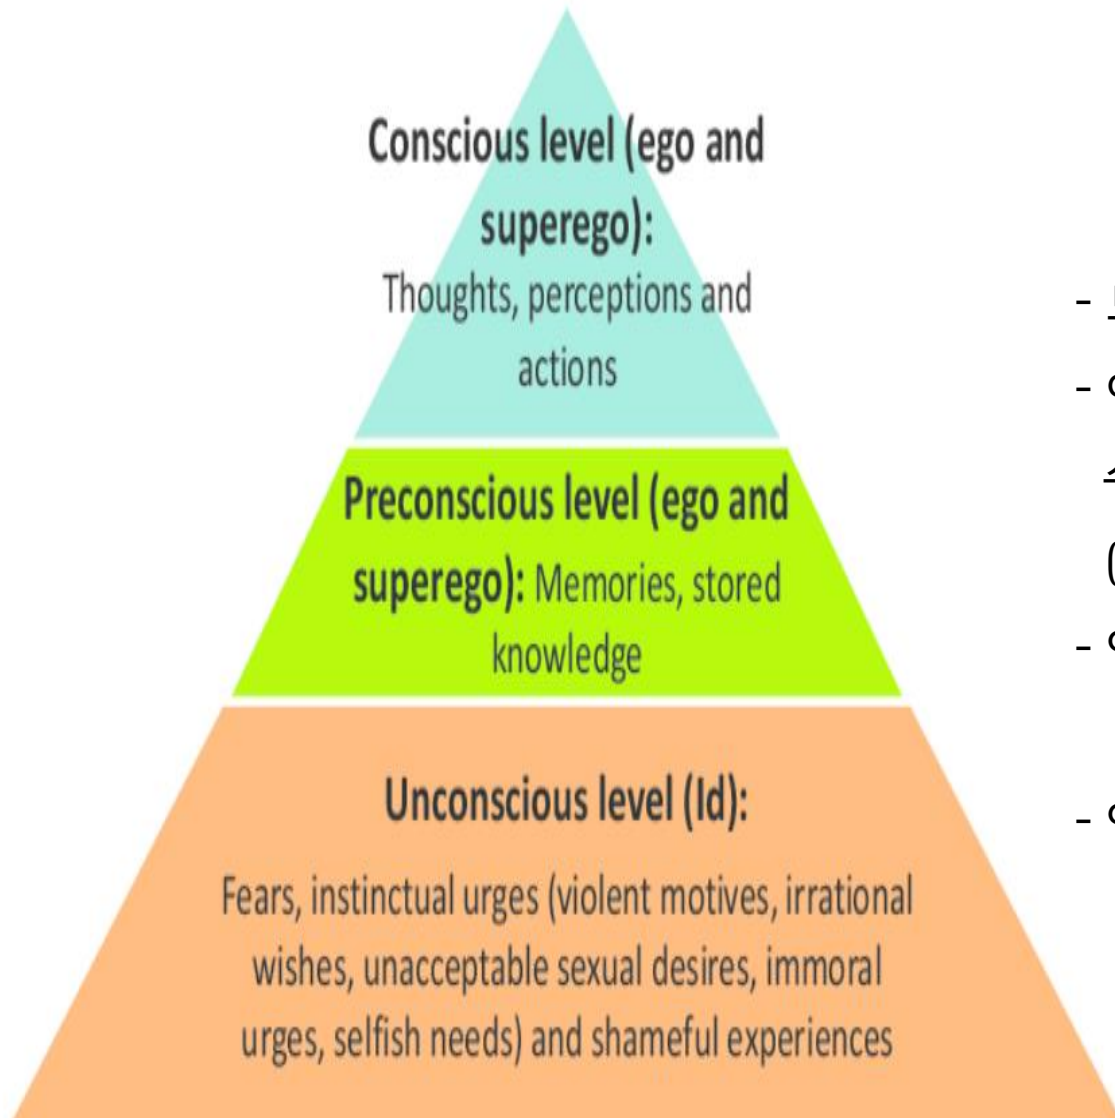 Conscious level (ego and
superego):
Thoughts, perceptions and
actions
Preconscious level (ego and
superego): Memories, stored
knowledge
Unconscious level (Id):
Fears, instinctual urges (violent motives, irrational
wishes, unacceptable sexual desires, immoral
urges, selfish needs) and shameful experiences